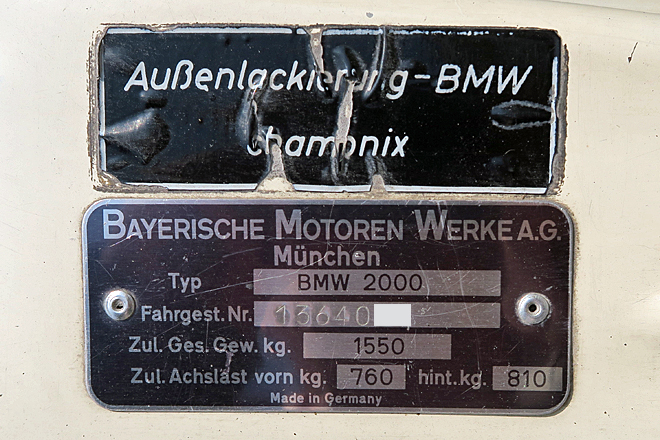 Außenlackierung-BMW
chamonix
BAYERISCHE MOTOREN WERKE A.G.
München
Typ BMW 2000
Fahrgest. Nr. 13640
Zul. Ges. Gew. kg. 1550
Zul. Achslast vorn kg. 760 hint. kg. 810
Made in Germany